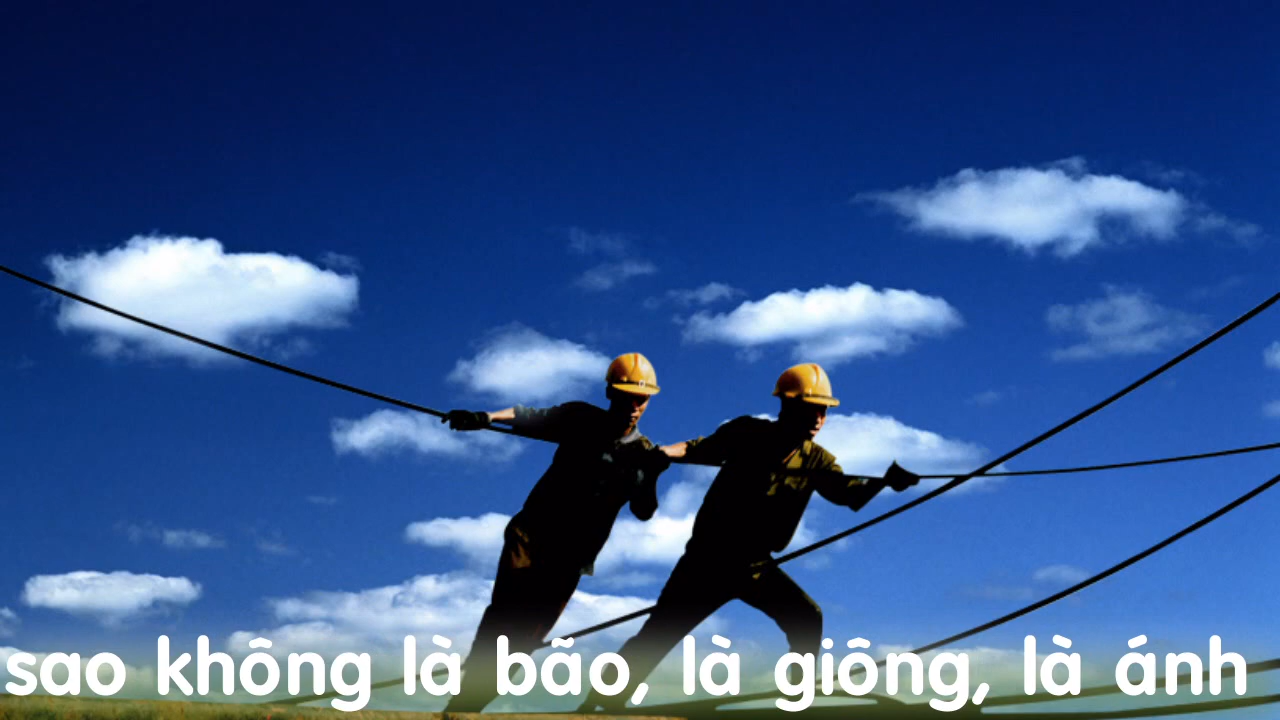 sao không là bão, là giông, là ánh